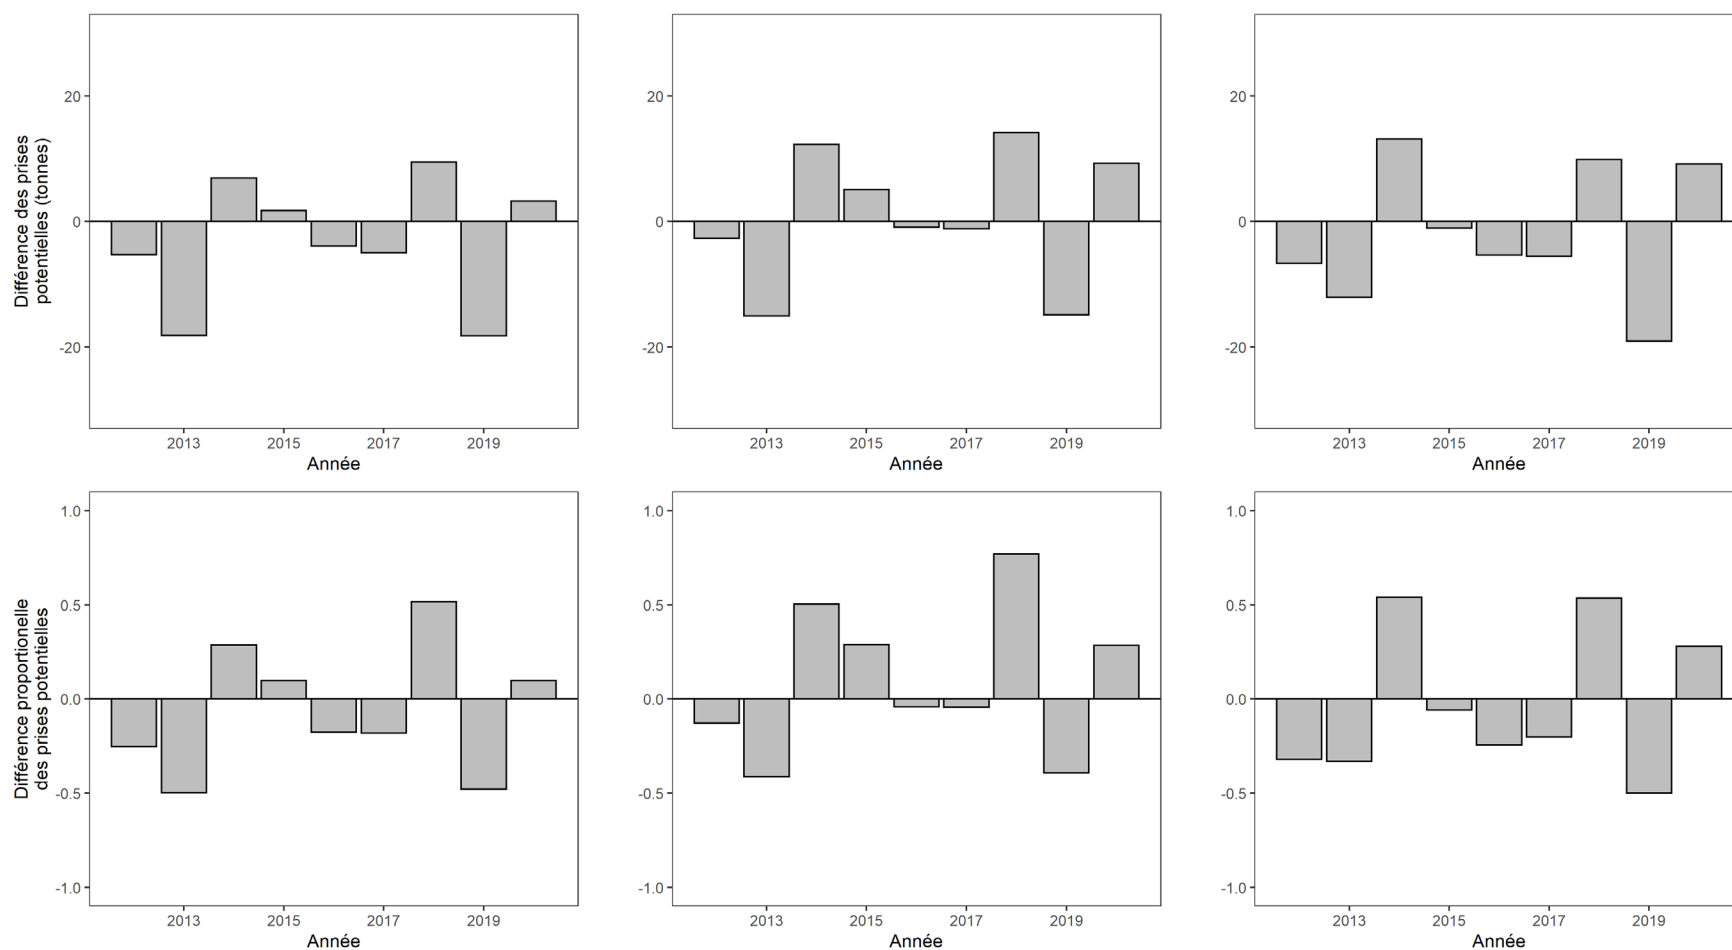 Différence des prises
potentielles (tonnes)
20
0
-20
2013 2015 2017 2019
Année
20
0
-20
2013 2015 2017 2019
Année
20
0
-20
2013 2015 2017 2019
Année
Différence proportionelle
des prises potentielles
1.0
0.5
0.0
-0.5
-1.0
2013 2015 2017 2019
Année
1.0
0.5
0.0
-0.5
-1.0
2013 2015 2017 2019
Année
1.0
0.5
0.0
-0.5
-1.0
2013 2015 2017 2019
Année